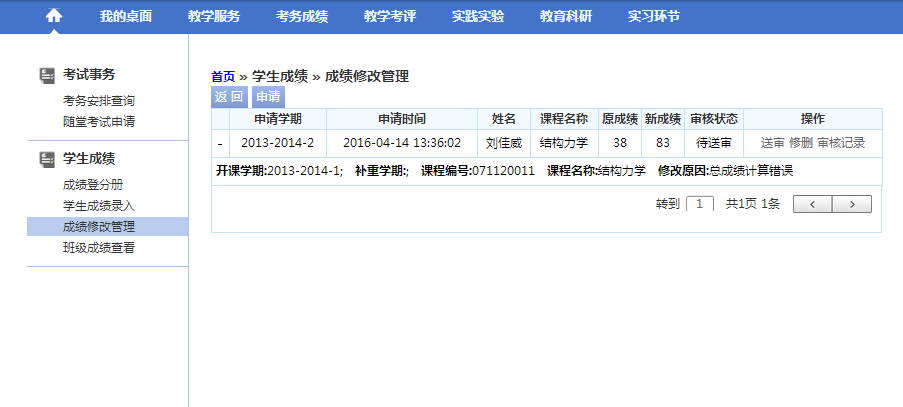 我的桌面 教学服务 考务成绩 教学考评 实践实验 教育科研 实习环节
考试事务
考务安排查询
随堂考试申请
学生成绩
成绩登分册
学生成绩录入
成绩修改管理
班级成绩查看
首页 » 学生成绩 » 成绩修改管理
返 回 申请
申请学期 申请时间 姓名 课程名称 原成绩 新成绩 审核状态 操作
- 2013-2014-2 2016-04-14 13:36:02 刘佳威 结构力学 38 83 待送审 送审 修删 审核记录
开课学期:2013-2014-1; 补重学期:; 课程编号:071120011 课程名称:结构力学 修改原因:总成绩计算错误
转到 1 共1页 1条 < >